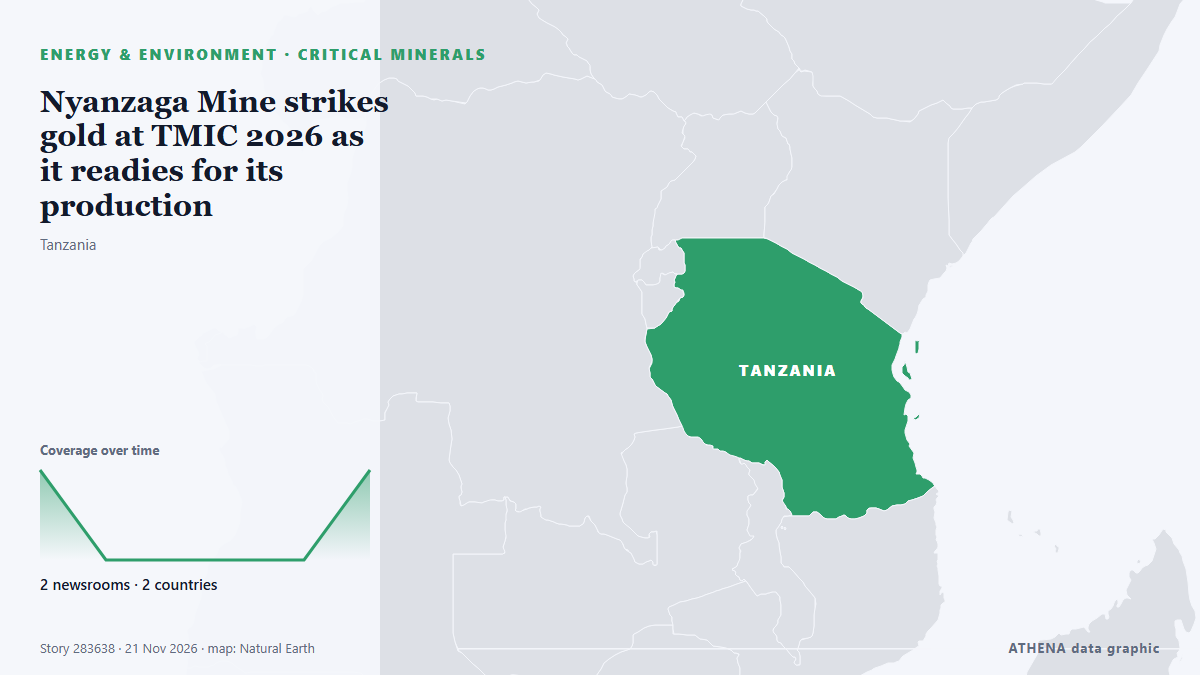 ENERGY & ENVIRONMENT · CRITICAL MINERALS
Nyanzaga Mine strikes
gold at TMIC 2026 as
it readies for its
production
Tanzania
TANZANIA
Coverage over time
2 newsrooms · 2 countries
Story 283638 · 21 Nov 2026 · map: Natural Earth
ATHENA data graphic